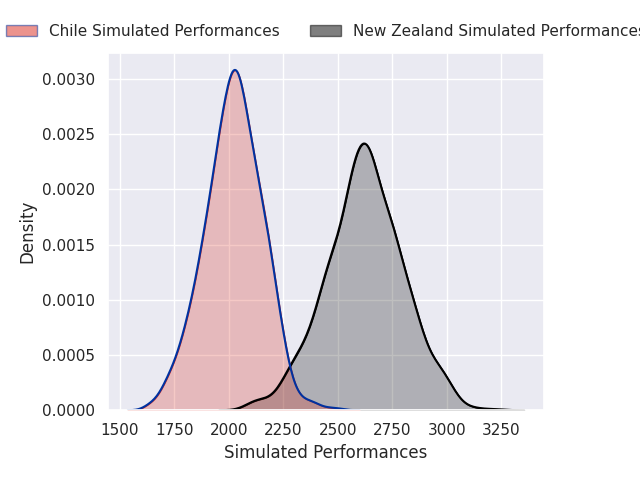 Chile Simulated Performances New Zealand Simulated Performances
0.0030
0.0025
0.0020
0.0015
0.0010
0.0005
0.0000
Density
1500 1750 2000 2250 2500 2750 3000 3250
Simulated Performances